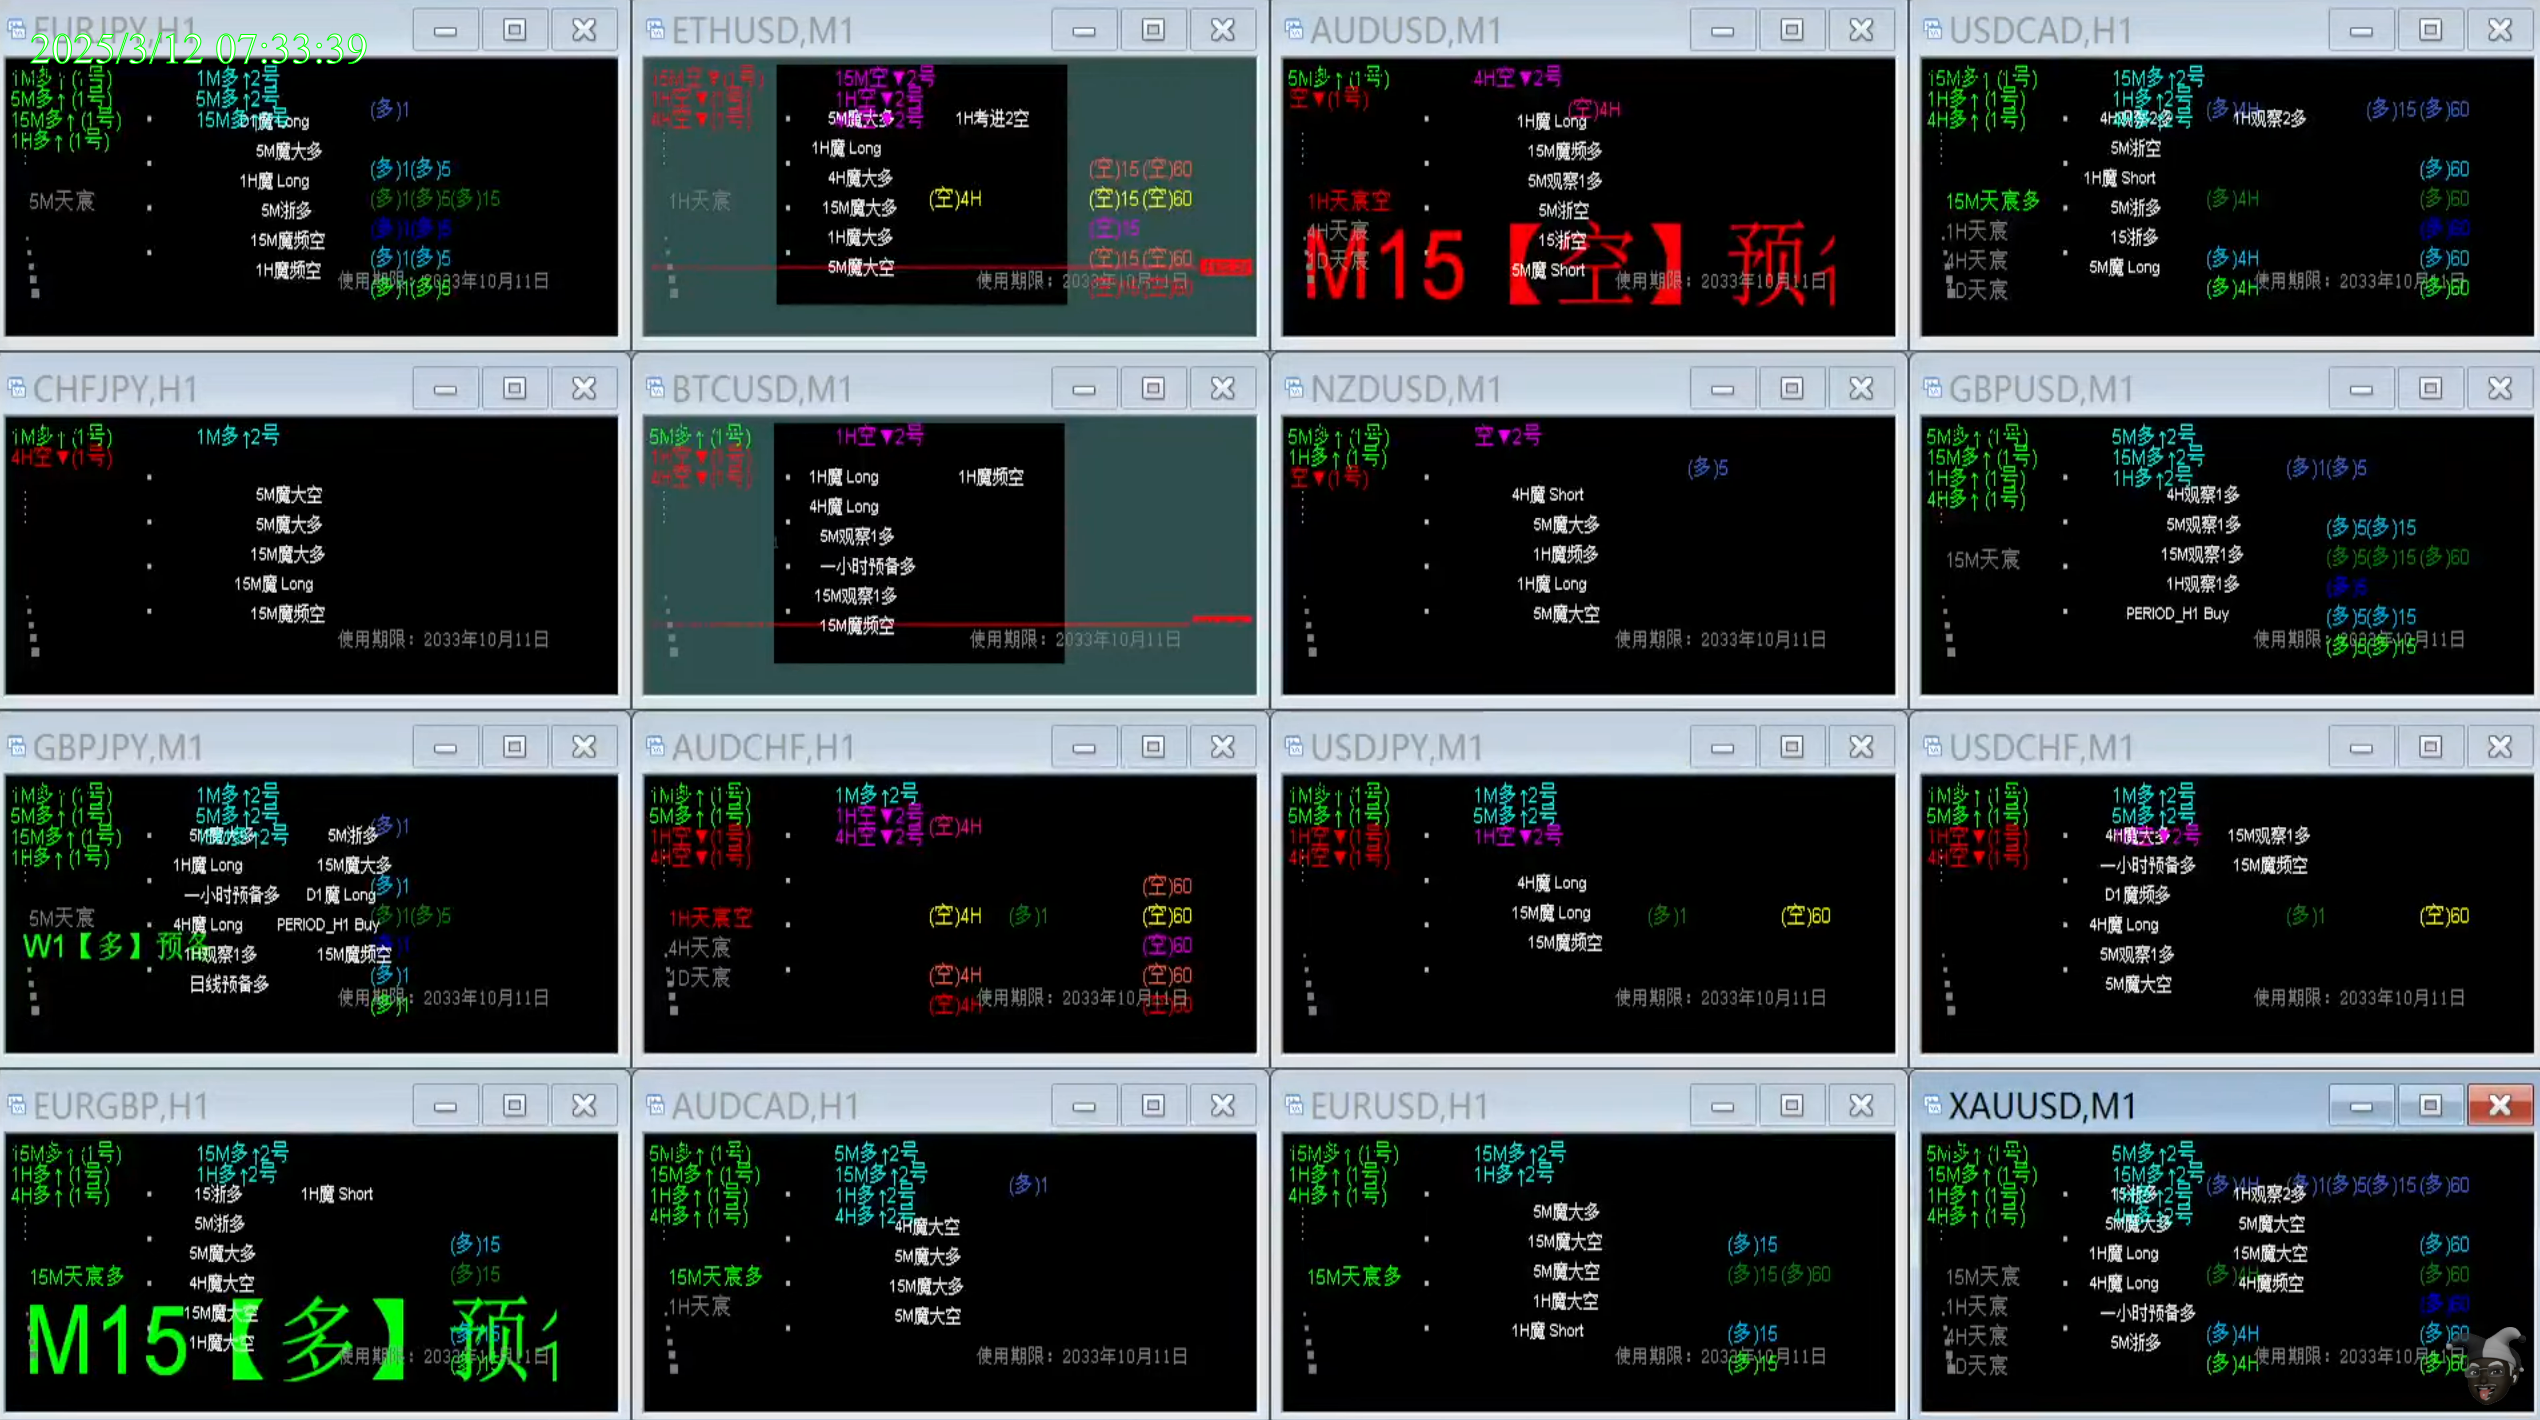 EURJPY,H1
2025/3/12 07:33:39
1M多↑(1号)
5M多↑(1号)
15M多↑(1号)
1H多↑(1号)
1M多↑2号
5M多↑2号
15M多
D1魔 Long
5M魔大多
1H魔 Long
5M浙多
15M魔频空
1H魔频空
5M天宸
(多)1
(多)1(多)5
(多)1(多)5(多)15
(多)1(多)5
(多)1(多)5
(多)1(多)5
使用期限：2033年10月11日
ETHUSD,M1
15M空▼(1号)
1H空▼(1号)
4H空▼(1号)
15M空▼2号
1H空▼2号
5M魔大多
1H考进2空
1H魔 Long
4H魔大多
15M魔大多
1H魔大多
5M魔大空
1H天宸
(空)4H
(空)15(空)60
(空)15(空)60
(空)15
(空)15(空)60
使用期限：2033年10月11日
AUDUSD,M1
5M多↑(1号)
空▼(1号)
4H空▼2号
(空)4H
1H魔 Long
15M魔频多
5M观察1多
5M浙空
15浙空
5M魔 Short
1H天宸空
4H天宸
1D天宸
M15【空】预
使用期限：2033年10月11日
USDCAD,H1
15M多↑(1号)
1H多↑(1号)
4H多↑(1号)
15M多↑2号
1H多↑2号
4H观察2多
1H观察2多
5M浙空
1H魔 Short
5M浙多
15浙多
5M魔 Long
15M天宸多
1H天宸
4H天宸
1D天宸
(多)4H
(多)15(多)60
(多)60
(多)4H
(多)60
(多)60
(多)4H
(多)60
(多)4H
(多)60
使用期限：2033年10月11日
CHFJPY,H1
1M多↑(1号)
4H空▼(1号)
1M多↑2号
5M魔大空
5M魔大多
15M魔大多
15M魔 Long
15M魔频空
使用期限：2033年10月11日
BTCUSD,M1
5M多↑(1号)
1H空▼(1号)
4H空▼(1号)
1H空▼2号
1H魔 Long
1H魔频空
4H魔 Long
5M观察1多
一小时预备多
15M观察1多
15M魔频空
使用期限：2033年10月11日
NZDUSD,M1
5M多↑(1号)
1H多↑(1号)
空▼(1号)
空▼2号
(多)5
4H魔 Short
5M魔大多
1H魔频多
1H魔 Long
5M魔大空
使用期限：2033年10月11日
GBPUSD,M1
5M多↑(1号)
15M多↑(1号)
1H多↑(1号)
4H多↑(1号)
5M多↑2号
15M多↑2号
1H多↑2号
4H观察1多
5M观察1多
15M观察1多
1H观察1多
PERIOD_H1 Buy
15M天宸
(多)1(多)5
(多)5(多)15
(多)5(多)15(多)60
(多)5
(多)5(多)15
(多)5(多)15
使用期限：2033年10月11日
GBPJPY,M1
1M多↑(1号)
5M多↑(1号)
15M多↑(1号)
1H多↑(1号)
1M多↑2号
5M多↑2号
15M多↑2号
5M魔大多
5M浙多
1H魔 Long
15M魔大多
一小时预备多
D1魔 Long
4H魔 Long
PERIOD_H1 Buy
1H观察1多
15M魔频空
日线预备多
5M天宸
W1【多】预备
(多)1
(多)1
(多)1(多)5
(多)1
(多)1
(多)1
使用期限：2033年10月11日
AUDCHF,H1
1M多↑(1号)
5M多↑(1号)
1H空▼(1号)
4H空▼(1号)
1M多↑2号
1H空▼2号
4H空▼2号
(空)4H
1H天宸空
4H天宸
1D天宸
(空)60
(空)4H
(多)1
(空)60
(空)60
(空)4H
(空)60
(空)4H
(空)60
使用期限：2033年10月11日
USDJPY,M1
1M多↑(1号)
5M多↑(1号)
1H空▼(1号)
4H空▼(1号)
1M多↑2号
5M多↑2号
1H空▼2号
4H魔 Long
15M魔 Long
15M魔频空
(多)1
(空)60
使用期限：2033年10月11日
USDCHF,M1
1M多↑(1号)
5M多↑(1号)
1H空▼(1号)
4H空▼(1号)
1M多↑2号
5M多↑2号
4H魔大多
15M观察1多
一小时预备多
15M魔频空
D1魔频多
4H魔 Long
5M观察1多
5M魔大空
(多)1
(空)60
使用期限：2033年10月11日
EURGBP,H1
15M多↑(1号)
1H多↑(1号)
4H多↑(1号)
15M多↑2号
1H多↑2号
15浙多
1H魔 Short
5M浙多
5M魔大多
4H魔大空
15M魔大空
1H魔大空
15M天宸多
M15【多】预
(多)15
(多)15
(多)15
使用期限：2033年10月11日
AUDCAD,H1
5M多↑(1号)
15M多↑(1号)
1H多↑(1号)
4H多↑(1号)
5M多↑2号
15M多↑2号
1H多↑2号
4H多↑2号
(多)1
4H魔大空
5M魔大多
15M魔大多
5M魔大空
15M天宸多
1H天宸
使用期限：2033年10月11日
EURUSD,H1
15M多↑(1号)
1H多↑(1号)
4H多↑(1号)
15M多↑2号
1H多↑2号
5M魔大多
15M魔大空
5M魔大空
1H魔大空
1H魔 Short
15M天宸多
(多)15
(多)15(多)60
(多)15
(多)15
使用期限：2033年10月11日
XAUUSD,M1
5M多↑(1号)
15M多↑(1号)
1H多↑(1号)
4H多↑(1号)
5M多↑2号
15M多↑2号
1H多↑2号
4H多↑2号
(多)4H
(多)1(多)5(多)15(多)60
15浙多
1H观察2多
5M魔大多
5M魔大空
1H魔 Long
15M魔大空
4H魔 Long
4H魔频空
一小时预备多
5M浙多
15M天宸
1H天宸
4H天宸
1D天宸
(多)60
(多)60
(多)60
(多)4H
(多)60
(多)4H
(多)60
使用期限：2033年10月11日